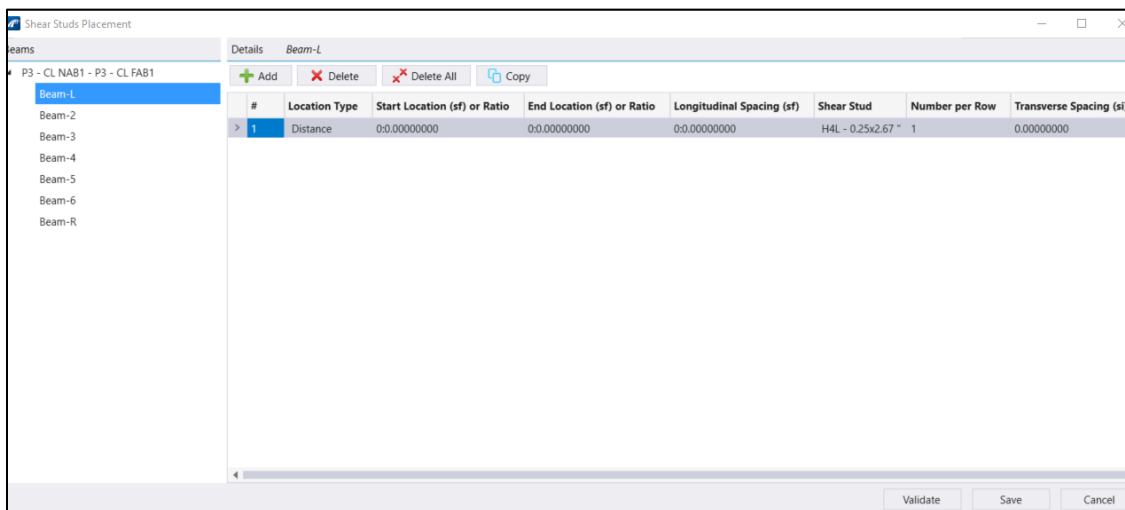 Shear Studs Placement
eams Details Beam-L
P3 - CL NAB1 - P3 - CL FAB1 Add Delete Delete All Copy
Beam-L
# Location Type Start Location (sf) or Ratio End Location (sf) or Ratio Longitudinal Spacing (sf) Shear Stud Number per Row Transverse Spacing (si)
Beam-2
> 1 Distance 0:0.00000000 0:0.00000000 0:0.00000000 H4L - 0.25x2.67 " 1 0.00000000
Beam-3
Beam-4
Beam-5
Beam-6
Beam-R
Validate Save Cancel